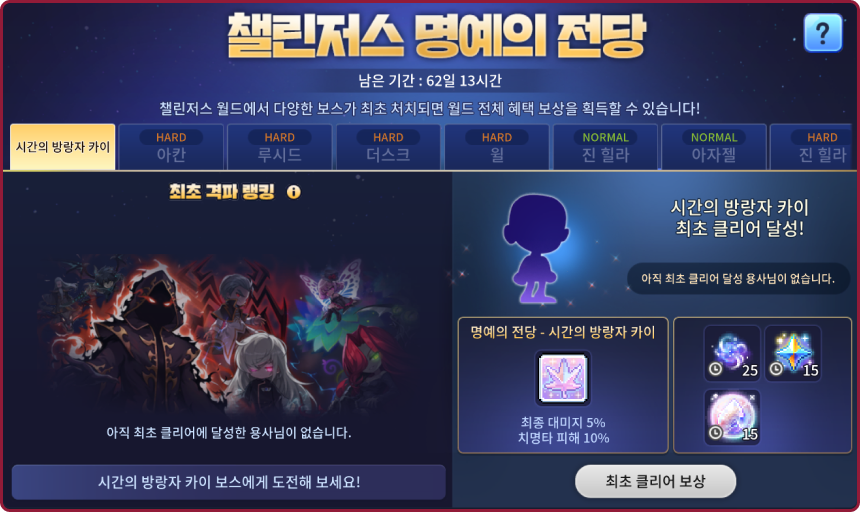 챌린저스 명예의 전당
?
남은 기간 : 62일 13시간
챌린저스 월드에서 다양한 보스가 최초 처치되면 월드 전체 혜택 보상을 획득할 수 있습니다!
시간의 방랑자 카이
HARD
아칸
HARD
루시드
HARD
더스크
HARD
윌
NORMAL
진 힐라
NORMAL
아자젤
HARD
진 힐라
최초 격파 랭킹
아직 최초 클리어에 달성한 용사님이 없습니다.
시간의 방랑자 카이 보스에게 도전해 보세요!
시간의 방랑자 카이
최초 클리어 달성!
아직 최초 클리어 달성 용사님이 없습니다.
명예의 전당 - 시간의 방랑자 카이
최종 대미지 5%
치명타 피해 10%
25
15
15
최초 클리어 보상